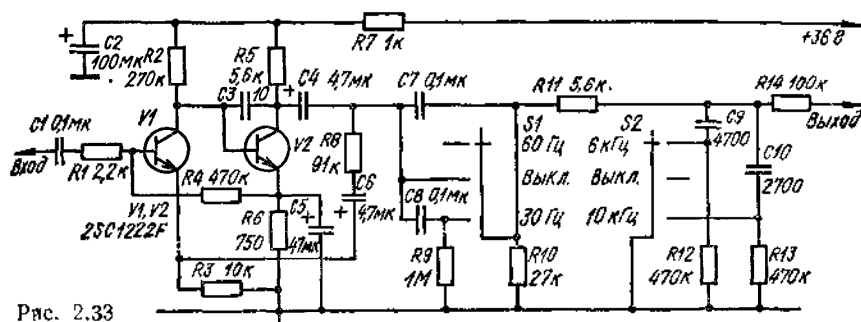 C2
100мк
R2
270к
R5
5,6к
R7 1к
+36В
C3
10
C4
4,7мк
C7 0,1мк
R11 5,6к
R14 100к
V1
V2
R8
91к
S1
S2
C9
4700
Выход
C1 0,1мк
Вход
R1 2,2к
R4 470к
60 Гц
6 кГц
C10
2700
Выкл.
Выкл.
V1, V2
2SC1222F
C5
47мк
C6
4,7мк
C8 0,1мк
30 Гц
10 кГц
R6
750
R3 10к
R9
1М
R10
27к
R12
470к
R13
470к
Рис. 2.33